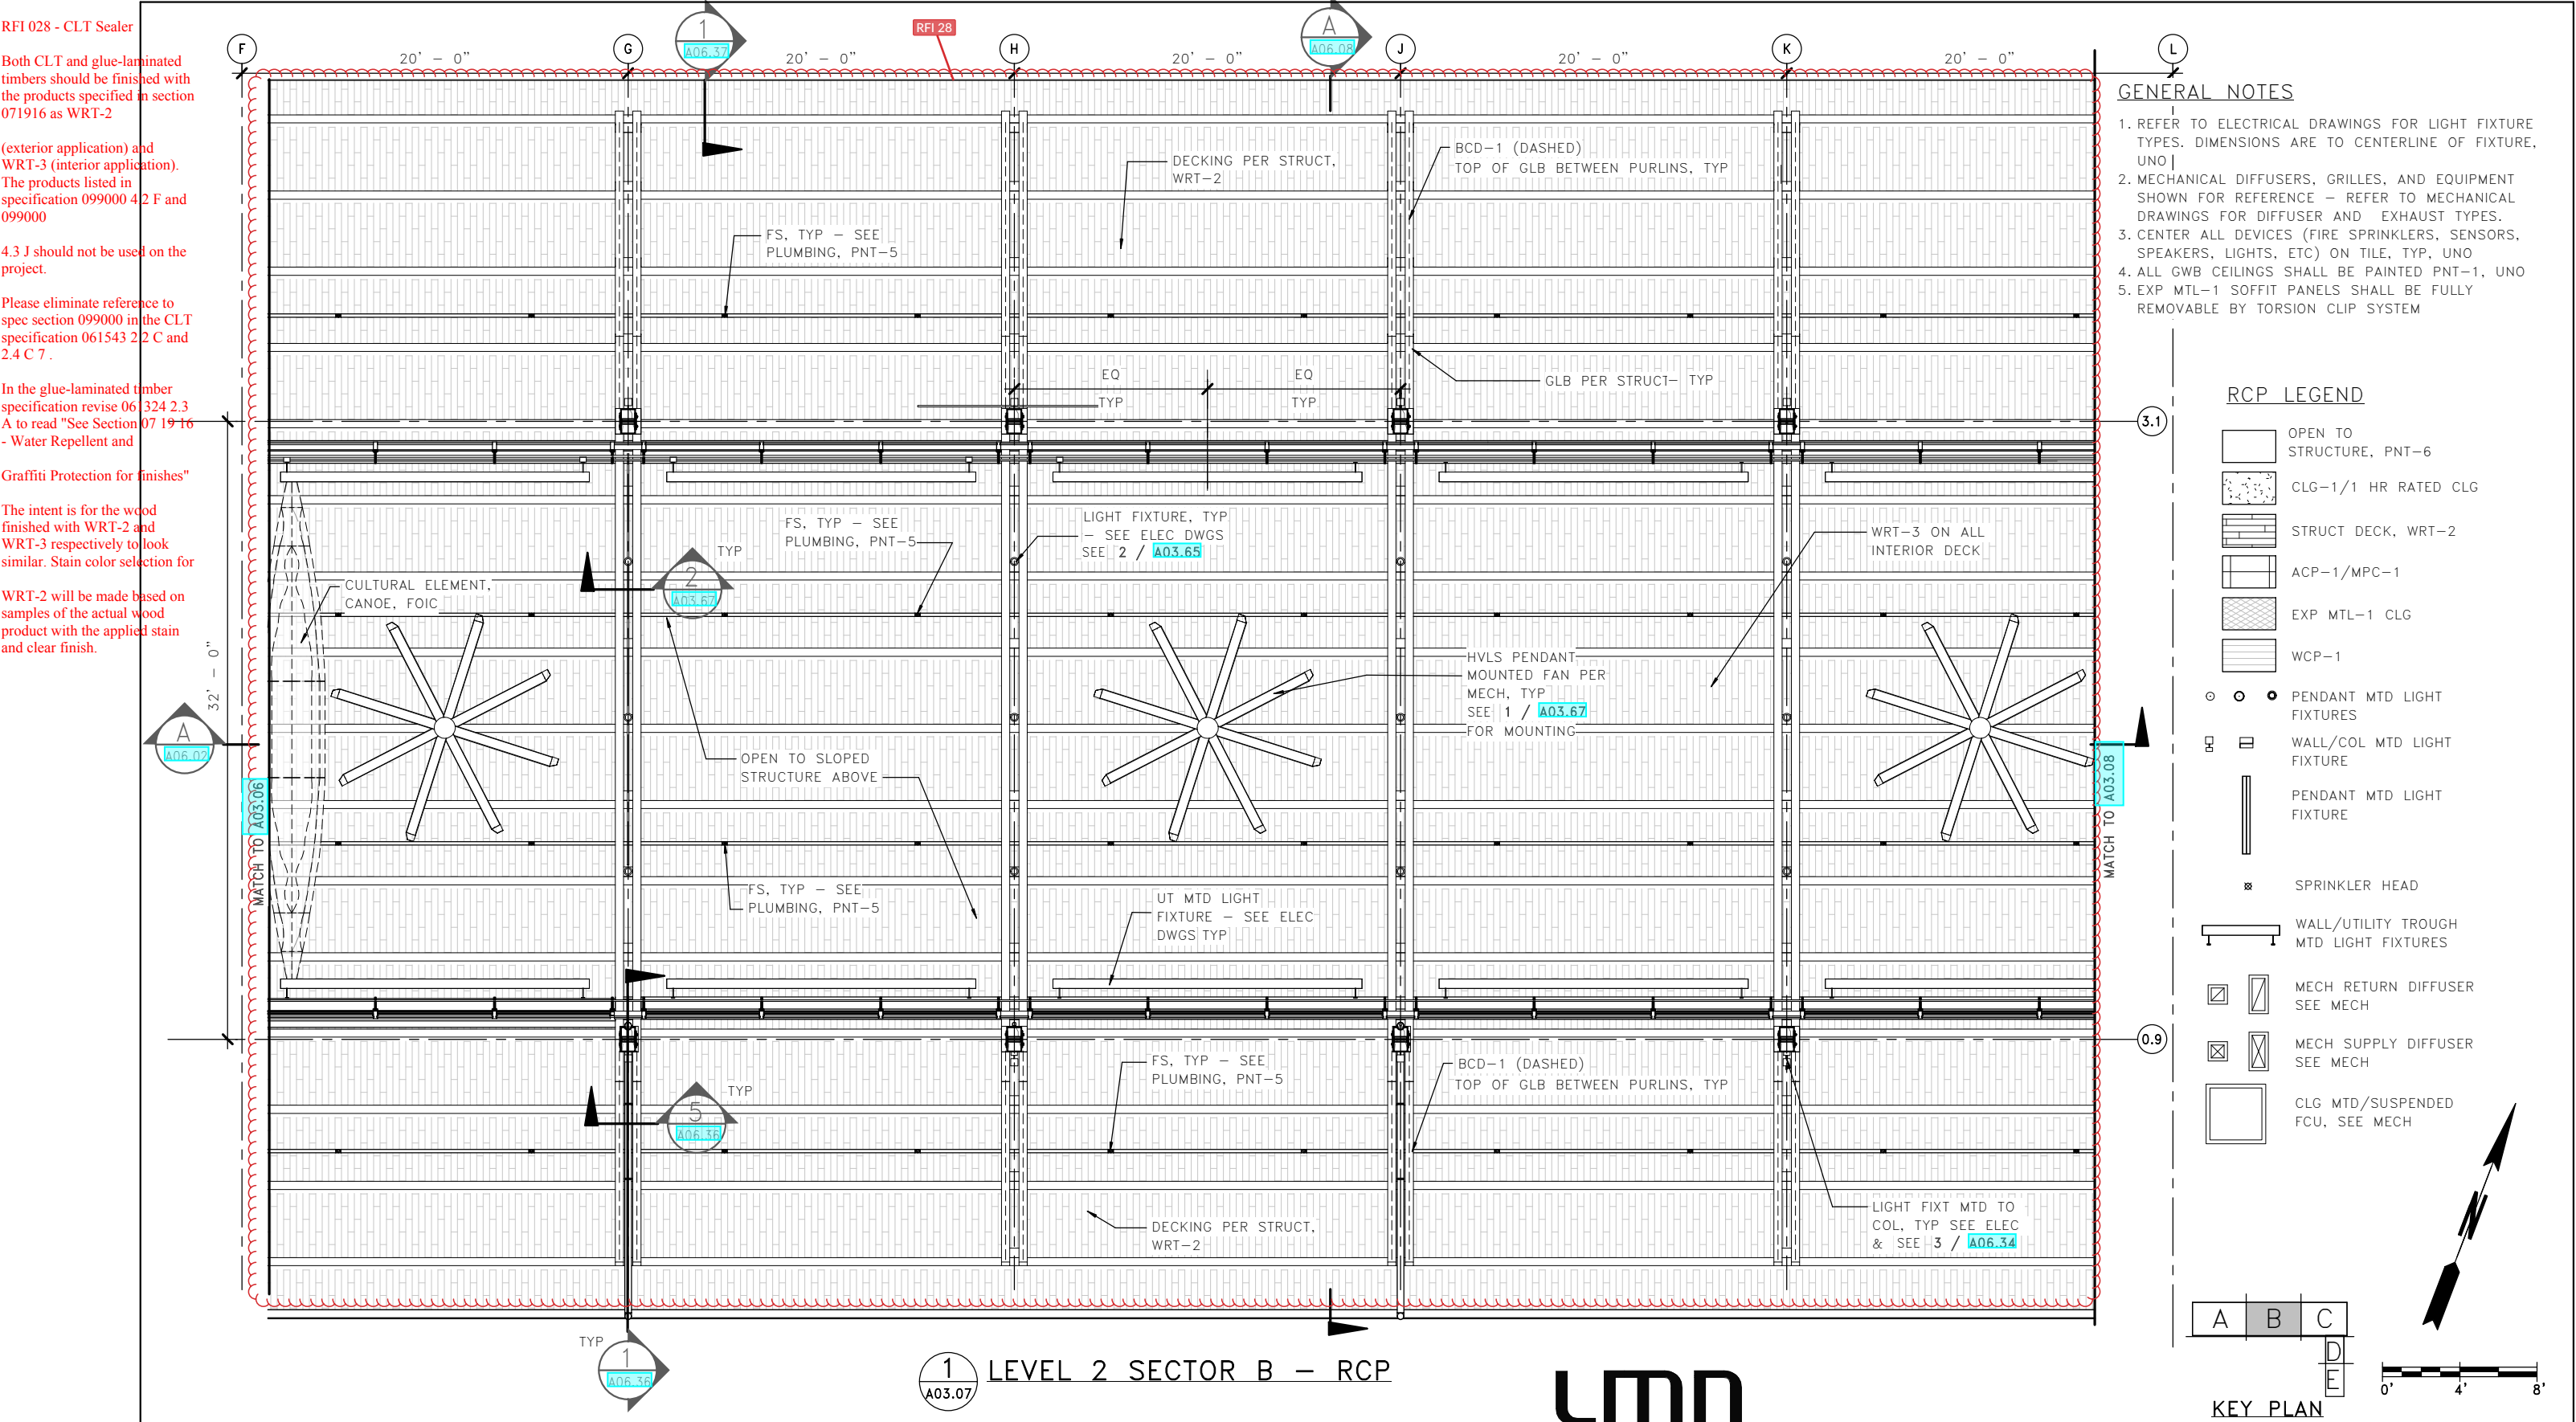 RFI 028 - CLT Sealer
Both CLT and glue-laminated
timbers should be finished with
the products specified in section
071916 as WRT-2
(exterior application) and
WRT-3 (interior application).
The products listed in
specification 099000 4.2 F and
099000
4.3 J should not be used on the
project.
Please eliminate reference to
spec section 099000 in the CLT
specification 061543 2.2 C and
2.4 C 7 .
In the glue-laminated timber
specification revise 061324 2.3
A to read "See Section 07 19 16
- Water Repellent and
Graffiti Protection for finishes"
The intent is for the wood
finished with WRT-2 and
WRT-3 respectively to look
similar. Stain color selection for
WRT-2 will be made based on
samples of the actual wood
product with the applied stain
and clear finish.
F
G
H
J
K
L
1
A06.37
RFI 28
A
A06.08
20' - 0"
20' - 0"
20' - 0"
20' - 0"
20' - 0"
DECKING PER STRUCT,
WRT-2
BCD-1 (DASHED)
TOP OF GLB BETWEEN PURLINS, TYP
FS, TYP - SEE
PLUMBING, PNT-5
GLB PER STRUCT- TYP
EQ
TYP
EQ
TYP
3.1
FS, TYP - SEE
PLUMBING, PNT-5
LIGHT FIXTURE, TYP
- SEE ELEC DWGS
SEE 2 / A03.65
WRT-3 ON ALL
INTERIOR DECK
TYP
2
A03.67
CULTURAL ELEMENT,
CANOE, FOIC
32' - 0"
HVLS PENDANT
MOUNTED FAN PER
MECH, TYP
SEE 1 / A03.67
FOR MOUNTING
A
A06.02
OPEN TO SLOPED
STRUCTURE ABOVE
MATCH TO A03.06
MATCH TO A03.08
FS, TYP - SEE
PLUMBING, PNT-5
UT MTD LIGHT
FIXTURE - SEE ELEC
DWGS TYP
0.9
FS, TYP - SEE
PLUMBING, PNT-5
BCD-1 (DASHED)
TOP OF GLB BETWEEN PURLINS, TYP
TYP
5
A06.36
DECKING PER STRUCT,
WRT-2
LIGHT FIXT MTD TO
COL, TYP SEE ELEC
& SEE 3 / A06.34
TYP
1
A06.36
1
A03.07
LEVEL 2 SECTOR B - RCP
LMN
GENERAL NOTES
1. REFER TO ELECTRICAL DRAWINGS FOR LIGHT FIXTURE
TYPES. DIMENSIONS ARE TO CENTERLINE OF FIXTURE,
UNO
2. MECHANICAL DIFFUSERS, GRILLES, AND EQUIPMENT
SHOWN FOR REFERENCE - REFER TO MECHANICAL
DRAWINGS FOR DIFFUSER AND EXHAUST TYPES.
3. CENTER ALL DEVICES (FIRE SPRINKLERS, SENSORS,
SPEAKERS, LIGHTS, ETC) ON TILE, TYP, UNO
4. ALL GWB CEILINGS SHALL BE PAINTED PNT-1, UNO
5. EXP MTL-1 SOFFIT PANELS SHALL BE FULLY
REMOVABLE BY TORSION CLIP SYSTEM
RCP LEGEND
OPEN TO
STRUCTURE, PNT-6
CLG-1/1 HR RATED CLG
STRUCT DECK, WRT-2
ACP-1/MPC-1
EXP MTL-1 CLG
WCP-1
PENDANT MTD LIGHT
FIXTURES
WALL/COL MTD LIGHT
FIXTURE
PENDANT MTD LIGHT
FIXTURE
SPRINKLER HEAD
WALL/UTILITY TROUGH
MTD LIGHT FIXTURES
MECH RETURN DIFFUSER
SEE MECH
MECH SUPPLY DIFFUSER
SEE MECH
CLG MTD/SUSPENDED
FCU, SEE MECH
N
A B C
D
E
KEY PLAN
0' 4' 8'